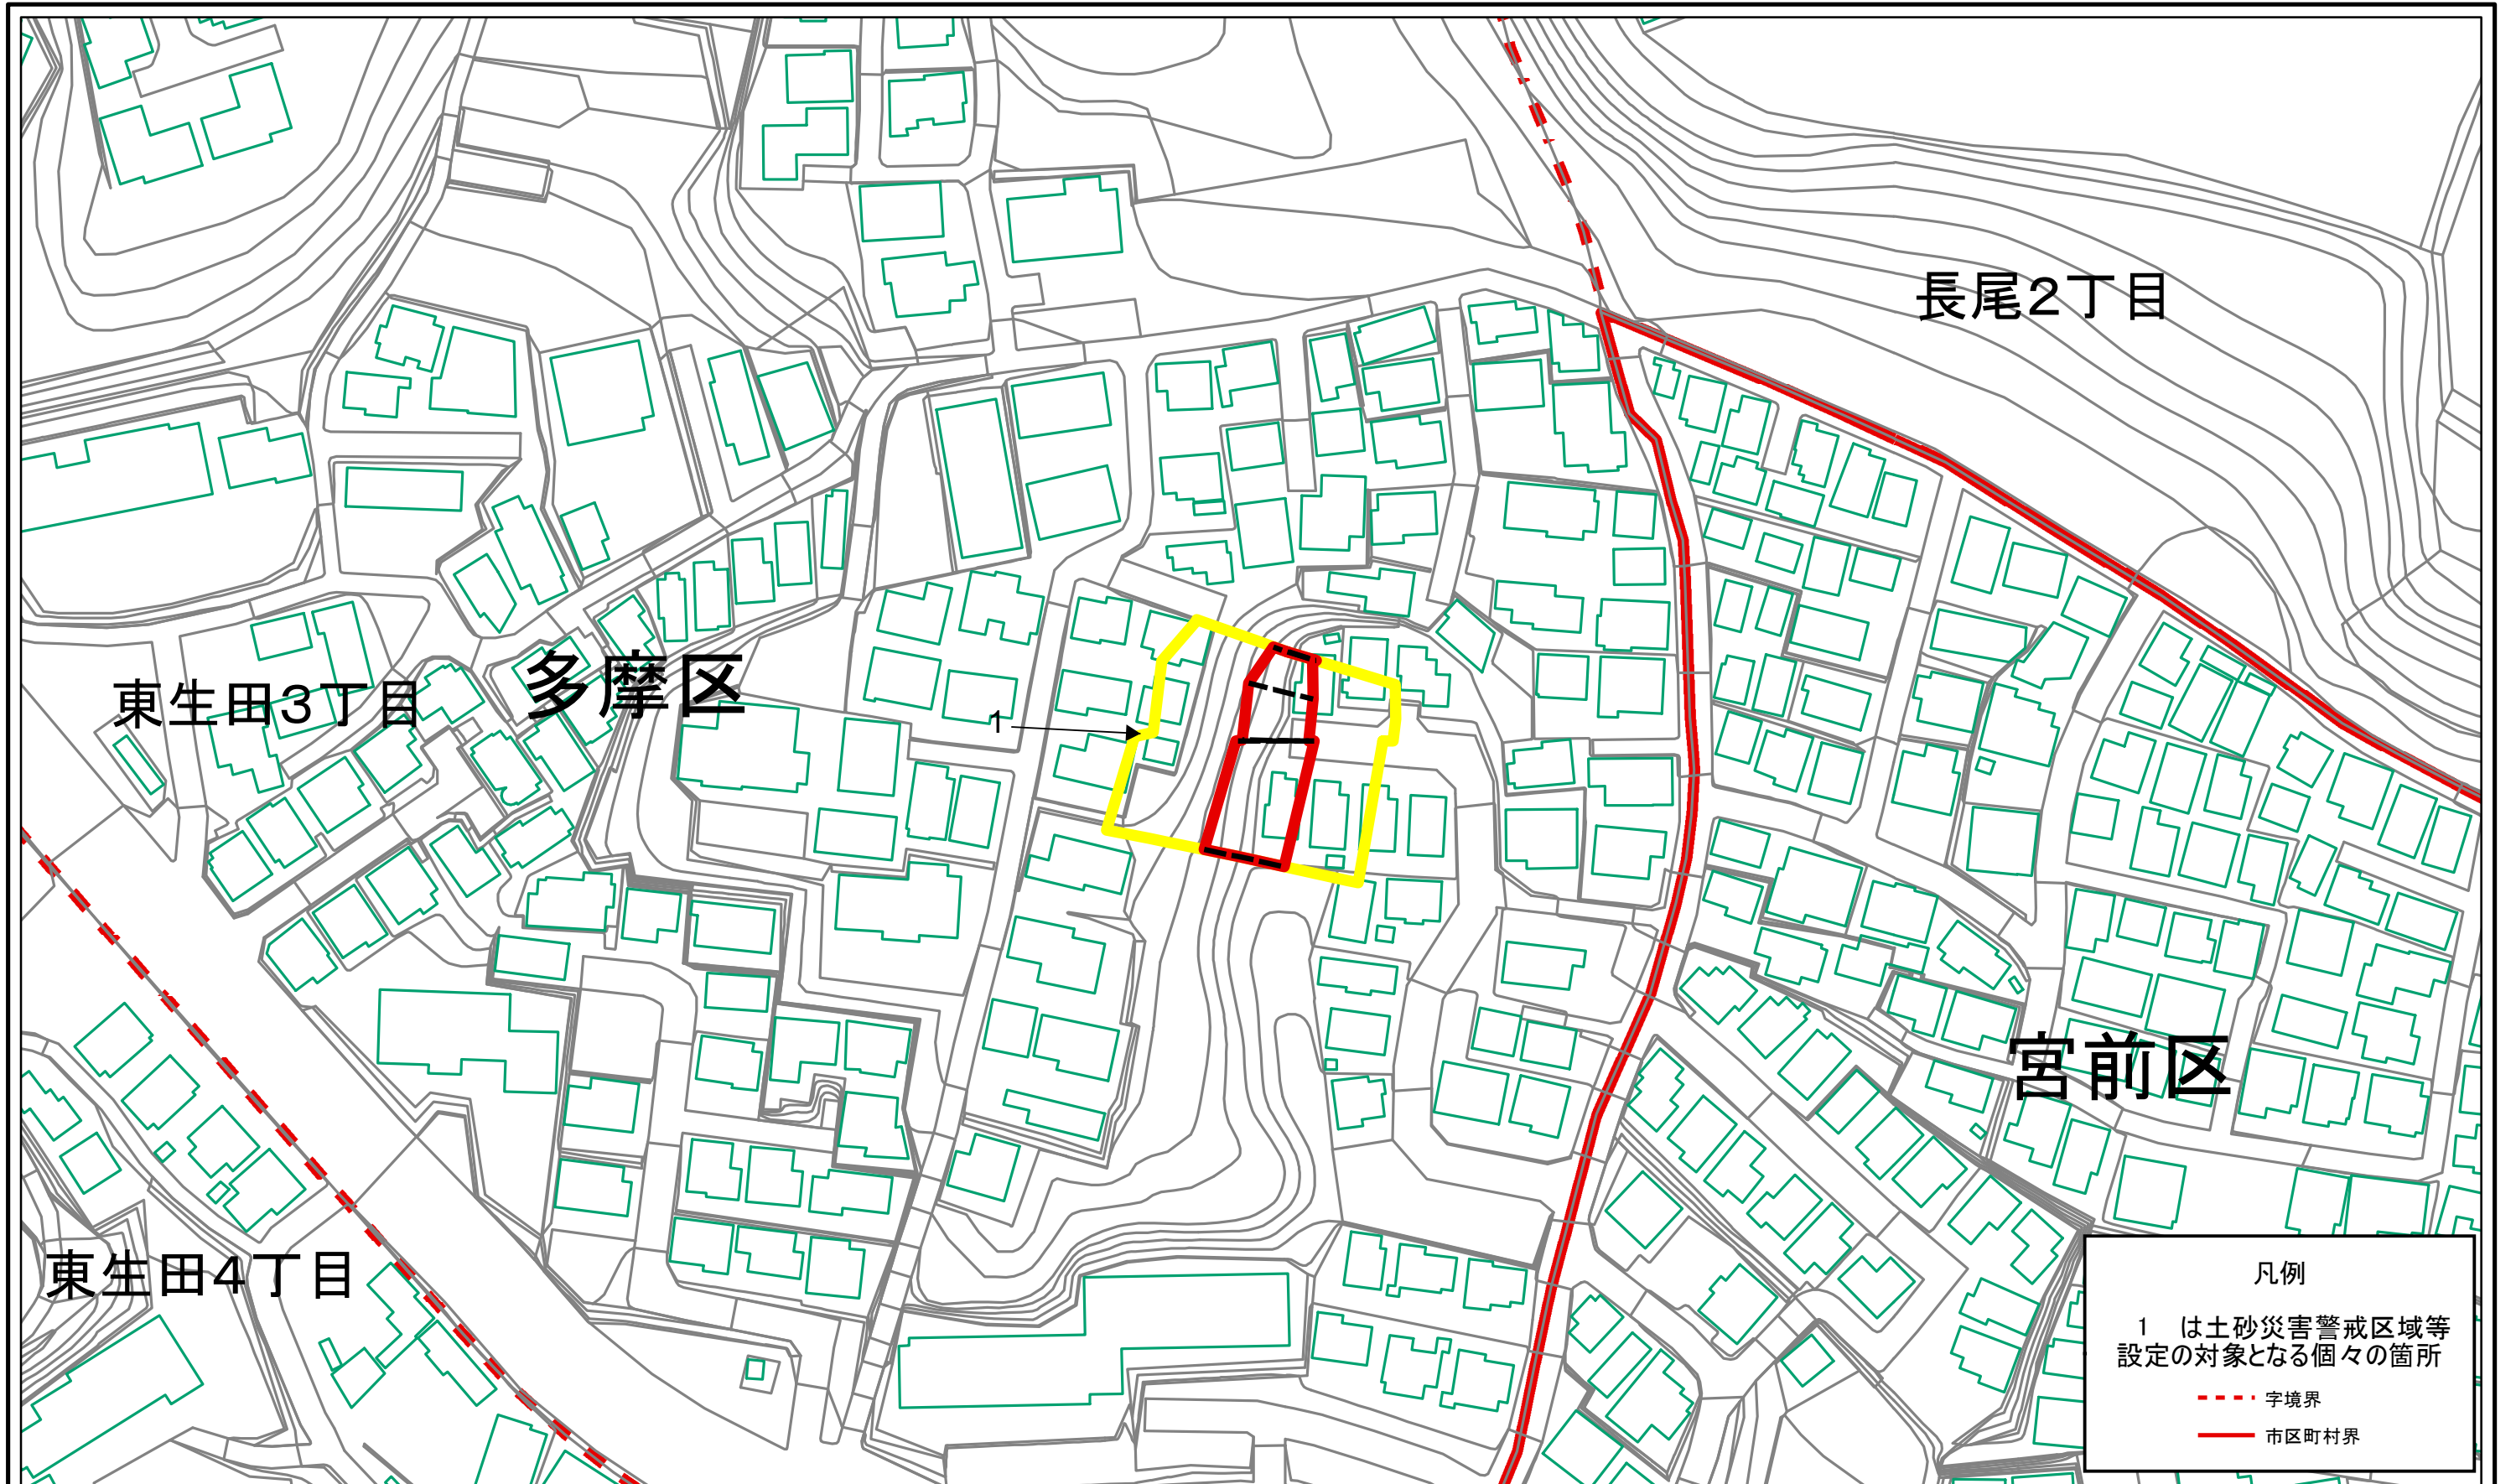 長尾2丁目
東生田3丁目
多摩区
1
宮前区
東生田4丁目
凡例
1 は土砂災害警戒区域等
設定の対象となる個々の箇所
字境界
市区町村界